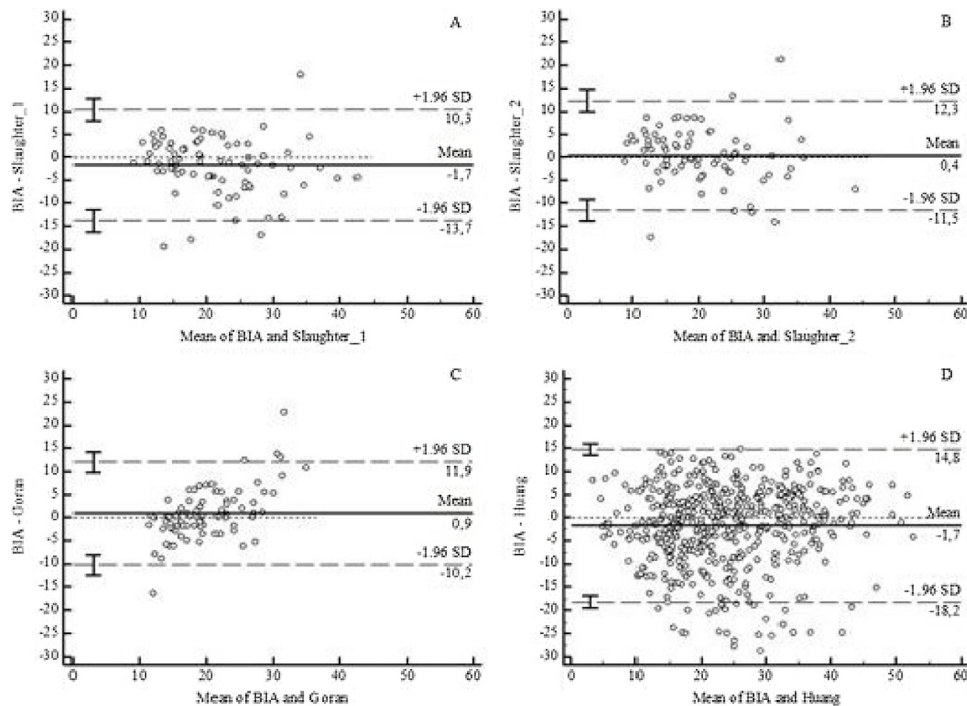 A
BIA - Slaughter_1
30
25
20
15
10
5
0
-5
-10
-15
-20
-25
-30
+1.96 SD
10,3
Mean
-1,7
-1.96 SD
-13,7
0 10 20 30 40 50 60
Mean of BIA and Slaughter_1
B
BIA - Slaughter_2
30
25
20
15
10
5
0
-5
-10
-15
-20
-25
-30
+1.96 SD
12,3
Mean
0,4
-1.96 SD
-11,5
0 10 20 30 40 50 60
Mean of BIA and Slaughter_2
C
BIA - Goran
30
25
20
15
10
5
0
-5
-10
-15
-20
-25
-30
+1.96 SD
11,9
Mean
0,9
-1.96 SD
-10,2
0 10 20 30 40 50 60
Mean of BIA and Goran
D
BIA - Huang
30
25
20
15
10
5
0
-5
-10
-15
-20
-25
-30
+1.96 SD
14,8
Mean
-1,7
-1.96 SD
-18,2
0 10 20 30 40 50 60
Mean of BIA and Huang